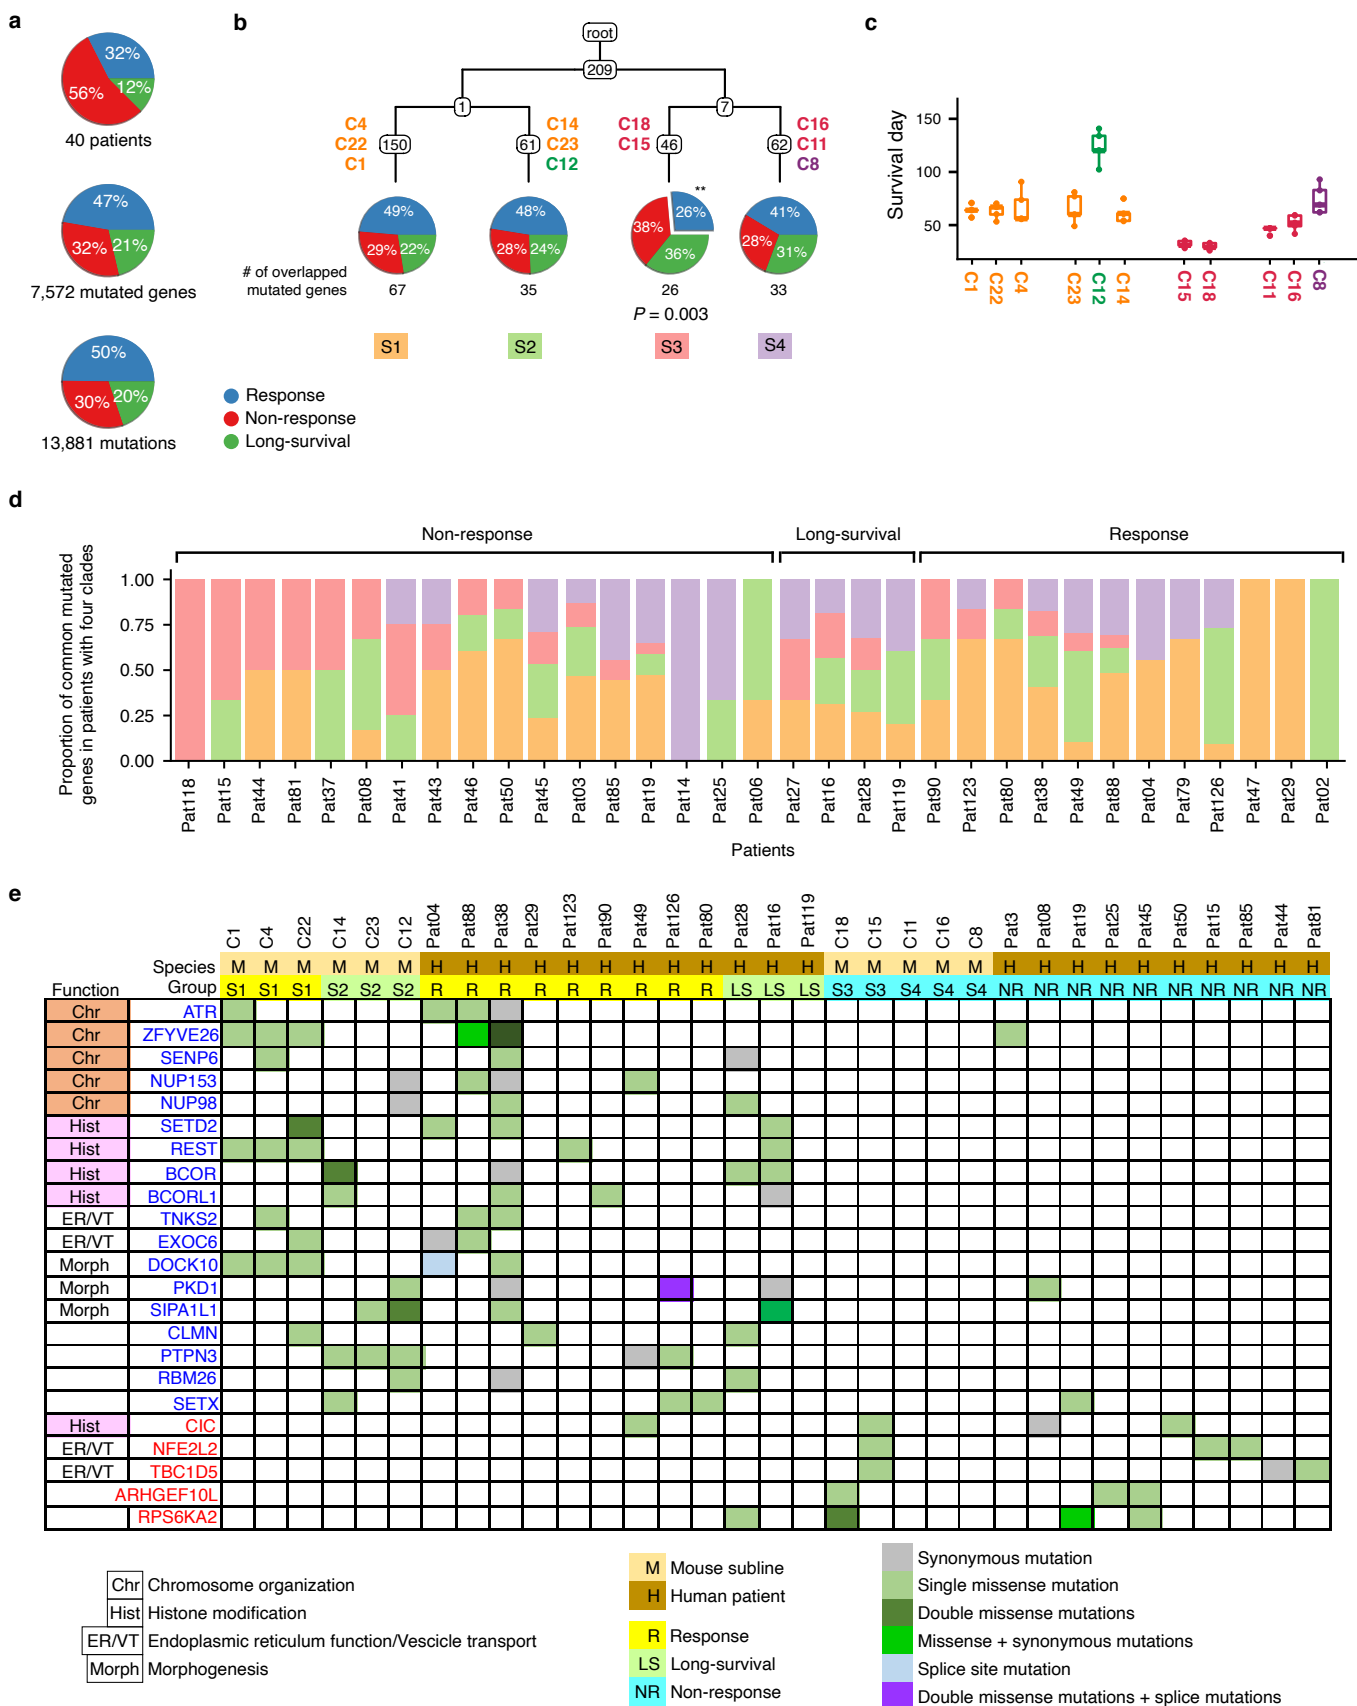 a
32%
56%
12%
40 patients
47%
32%
21%
7,572 mutated genes
50%
30%
20%
13,881 mutations
b
root
209
1
7
C4
C22
C1
150
61
C14
C23
C12
C18
C15
46
62
C16
C11
C8
49%
29%
22%
48%
28%
24%
**
26%
38%
36%
41%
28%
31%
# of overlapped
mutated genes
67
35
26
33
P = 0.003
S1
S2
S3
S4
Response
Non-response
Long-survival
c
Survival day
150
100
50
C1
C22
C4
C23
C12
C14
C15
C18
C11
C16
C8
d
Non-response
Long-survival
Response
Proportion of common mutated
genes in patients with four clades
1.00
0.75
0.50
0.25
0.00
Pat118
Pat15
Pat44
Pat81
Pat37
Pat08
Pat41
Pat43
Pat46
Pat50
Pat45
Pat03
Pat85
Pat19
Pat14
Pat25
Pat06
Pat27
Pat16
Pat28
Pat119
Pat90
Pat123
Pat80
Pat38
Pat49
Pat88
Pat04
Pat79
Pat126
Pat47
Pat29
Pat02
Patients
e
C1 C4 C22 C14 C23 C12 Pat04 Pat88 Pat38 Pat29 Pat123 Pat90 Pat49 Pat126 Pat80 Pat28 Pat16 Pat119 C18 C15 C11 C16 C8 Pat3 Pat08 Pat19 Pat25 Pat45 Pat50 Pat15 Pat85 Pat44 Pat81
Species M M M M M M H H H H H H H H H H H H M M M M M H H H H H H H H H H
Function Group S1 S1 S1 S2 S2 S2 R R R R R R R R R LS LS LS S3 S3 S4 S4 S4 NR NR NR NR NR NR NR NR NR NR
Chr ATR
Chr ZFYVE26
Chr SENP6
Chr NUP153
Chr NUP98
Hist SETD2
Hist REST
Hist BCOR
Hist BCORL1
ER/VT TNKS2
ER/VT EXOC6
Morph DOCK10
Morph PKD1
Morph SIPA1L1
CLMN
PTPN3
RBM26
SETX
Hist CIC
ER/VT NFE2L2
ER/VT TBC1D5
ARHGEF10L
RPS6KA2
Chr Chromosome organization
Hist Histone modification
ER/VT Endoplasmic reticulum function/Vescicle transport
Morph Morphogenesis
M Mouse subline
H Human patient
R Response
LS Long-survival
NR Non-response
Synonymous mutation
Single missense mutation
Double missense mutations
Missense + synonymous mutations
Splice site mutation
Double missense mutations + splice mutations